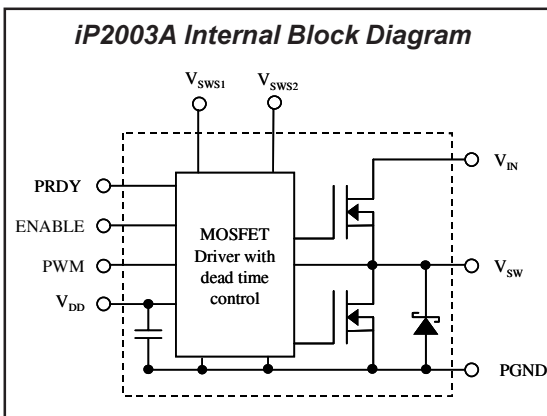 iP2003A Internal Block Diagram
VSWS1
VSWS2
VIN
PRDY
ENABLE
MOSFET
Driver with
dead time
control
PWM
VSW
VDD
PGND